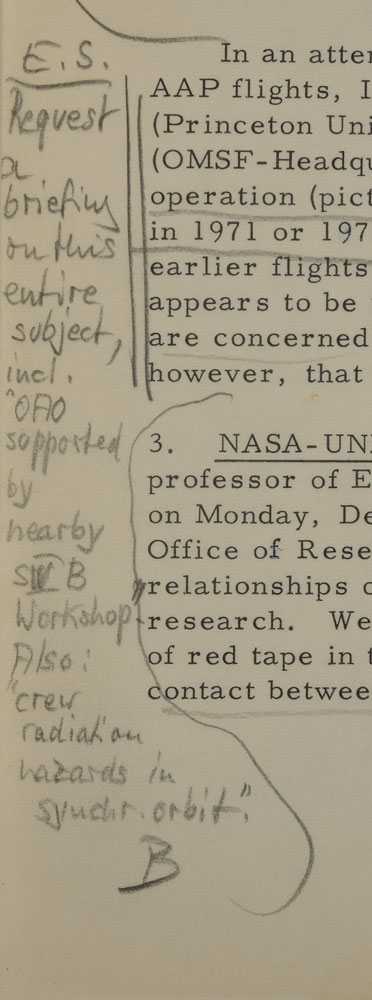 E.S.
Request
a
briefing
on this
entire
subject,
incl.
"OAO
supported
by
nearby
SIVB
Workshop"
Also:
"crew
radiation
hazards in
synchr. orbit".
B
In an atte
AAP flights, I
(Princeton Uni
(OMSF-Headqu
operation (pict
in 1971 or 197
earlier flights
appears to be
are concerned
however, that
3. NASA-UNI
professor of E
on Monday, De
Office of Rese
relationships
research. We
of red tape in t
contact betwee